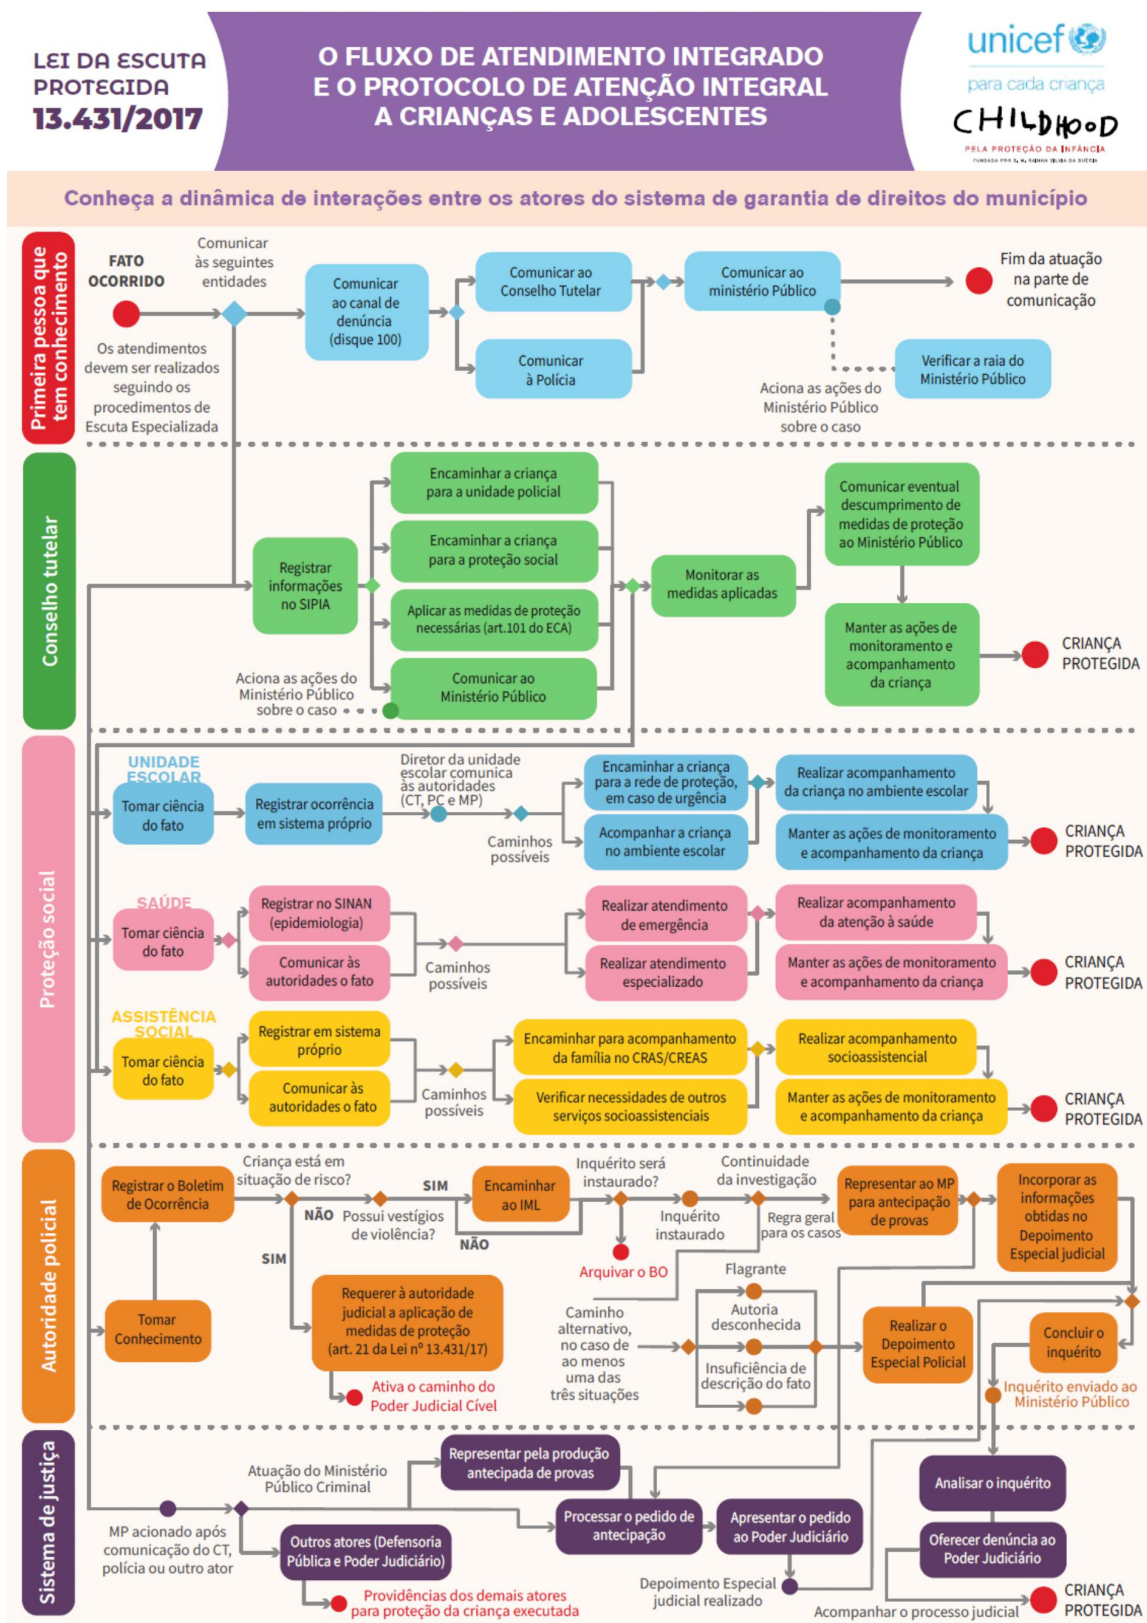 LEI DA ESCUTA
PROTEGIDA
13.431/2017
O FLUXO DE ATENDIMENTO INTEGRADO
E O PROTOCOLO DE ATENÇÃO INTEGRAL
A CRIANÇAS E ADOLESCENTES
unicef
para cada criança
CHILDHOOD
PELA PROTEÇÃO DA INFÂNCIA
FUNDADA POR S. M. RAINHA SILVIA DA SUÉCIA
Conheça a dinâmica de interações entre os atores do sistema de garantia de direitos do município
Primeira pessoa que
tem conhecimento
FATO
OCORRIDO
Os atendimentos
devem ser realizados
seguindo os
procedimentos de
Escuta Especializada
Comunicar
às seguintes
entidades
Comunicar
ao canal de
denúncia
(disque 100)
Comunicar ao
Conselho Tutelar
Comunicar
à Polícia
Comunicar ao
ministério Público
Aciona as ações do
Ministério Público
sobre o caso
Verificar a raia do
Ministério Público
Fim da atuação
na parte de
comunicação
Conselho tutelar
Registrar
informações
no SIPIA
Encaminhar a criança
para a unidade policial
Encaminhar a criança
para a proteção social
Aplicar as medidas de proteção
necessárias (art.101 do ECA)
Comunicar ao
Ministério Público
Aciona as ações do
Ministério Público
sobre o caso
Monitorar as
medidas aplicadas
Comunicar eventual
descumprimento de
medidas de proteção
ao Ministério Público
Manter as ações de
monitoramento e
acompanhamento
da criança
CRIANÇA
PROTEGIDA
Proteção social
UNIDADE
ESCOLAR
Tomar ciência
do fato
Registrar ocorrência
em sistema próprio
Diretor da unidade
escolar comunica
às autoridades
(CT, PC e MP)
Caminhos
possíveis
Encaminhar a criança
para a rede de proteção,
em caso de urgência
Acompanhar a criança
no ambiente escolar
Realizar acompanhamento
da criança no ambiente escolar
Manter as ações de monitoramento
e acompanhamento da criança
CRIANÇA
PROTEGIDA
SAÚDE
Tomar ciência
do fato
Registrar no SINAN
(epidemiologia)
Comunicar às
autoridades o fato
Caminhos
possíveis
Realizar atendimento
de emergência
Realizar atendimento
especializado
Realizar acompanhamento
da atenção à saúde
Manter as ações de monitoramento
e acompanhamento da criança
CRIANÇA
PROTEGIDA
ASSISTÊNCIA
SOCIAL
Tomar ciência
do fato
Registrar em sistema
próprio
Comunicar às
autoridades o fato
Caminhos
possíveis
Encaminhar para acompanhamento
da família no CRAS/CREAS
Verificar necessidades de outros
serviços socioassistenciais
Realizar acompanhamento
socioassistencial
Manter as ações de monitoramento
e acompanhamento da criança
CRIANÇA
PROTEGIDA
Autoridade policial
Registrar o Boletim
de Ocorrência
Tomar
Conhecimento
Criança está em
situação de risco?
NÃO
SIM
Possui vestígios
de violência?
SIM
NÃO
Encaminhar
ao IML
Requerer à autoridade
judicial a aplicação de
medidas de proteção
(art. 21 da Lei nº 13.431/17)
Ativa o caminho do
Poder Judicial Cível
Inquérito será
instaurado?
Arquivar o BO
Inquérito
instaurado
Continuidade
da investigação
Regra geral
para os casos
Representar ao MP
para antecipação
de provas
Incorporar as
informações
obtidas no
Depoimento
Especial judicial
Caminho
alternativo,
no caso de
ao menos
uma das
três situações
Flagrante
Autoria
desconhecida
Insuficiência de
descrição do fato
Realizar o
Depoimento
Especial Policial
Concluir o
inquérito
Inquérito enviado ao
Ministério Público
Sistema de justiça
MP acionado após
comunicação do CT,
polícia ou outro ator
Atuação do Ministério
Público Criminal
Representar pela produção
antecipada de provas
Outros atores (Defensoria
Pública e Poder Judiciário)
Providências dos demais atores
para proteção da criança executada
Processar o pedido de
antecipação
Apresentar o pedido
ao Poder Judiciário
Depoimento Especial
judicial realizado
Analisar o inquérito
Oferecer denúncia ao
Poder Judiciário
Acompanhar o processo judicial
CRIANÇA
PROTEGIDA